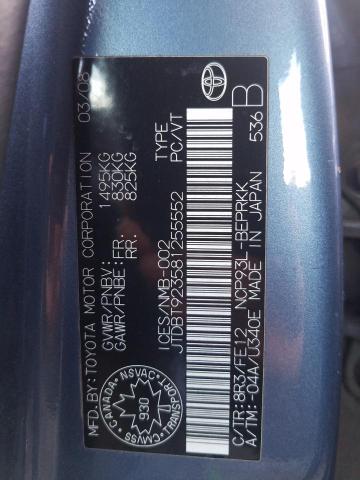 MFD. BY:TOYOTA MOTOR CORPORATION 03/08
GVWR/PNBV: 1495KG
GAWR/PNBE:FR: 830KG
RR: 825KG
ICES/NMB-002 TYPE
JTDBT923581255552 PC/VT
CANADA NSVAC TRANSPORT CMVSS
930
C/TR: 8R3/FE12 NCP93L-BEPRKK
A/TM: -04A/U340E MADE IN JAPAN 536 B